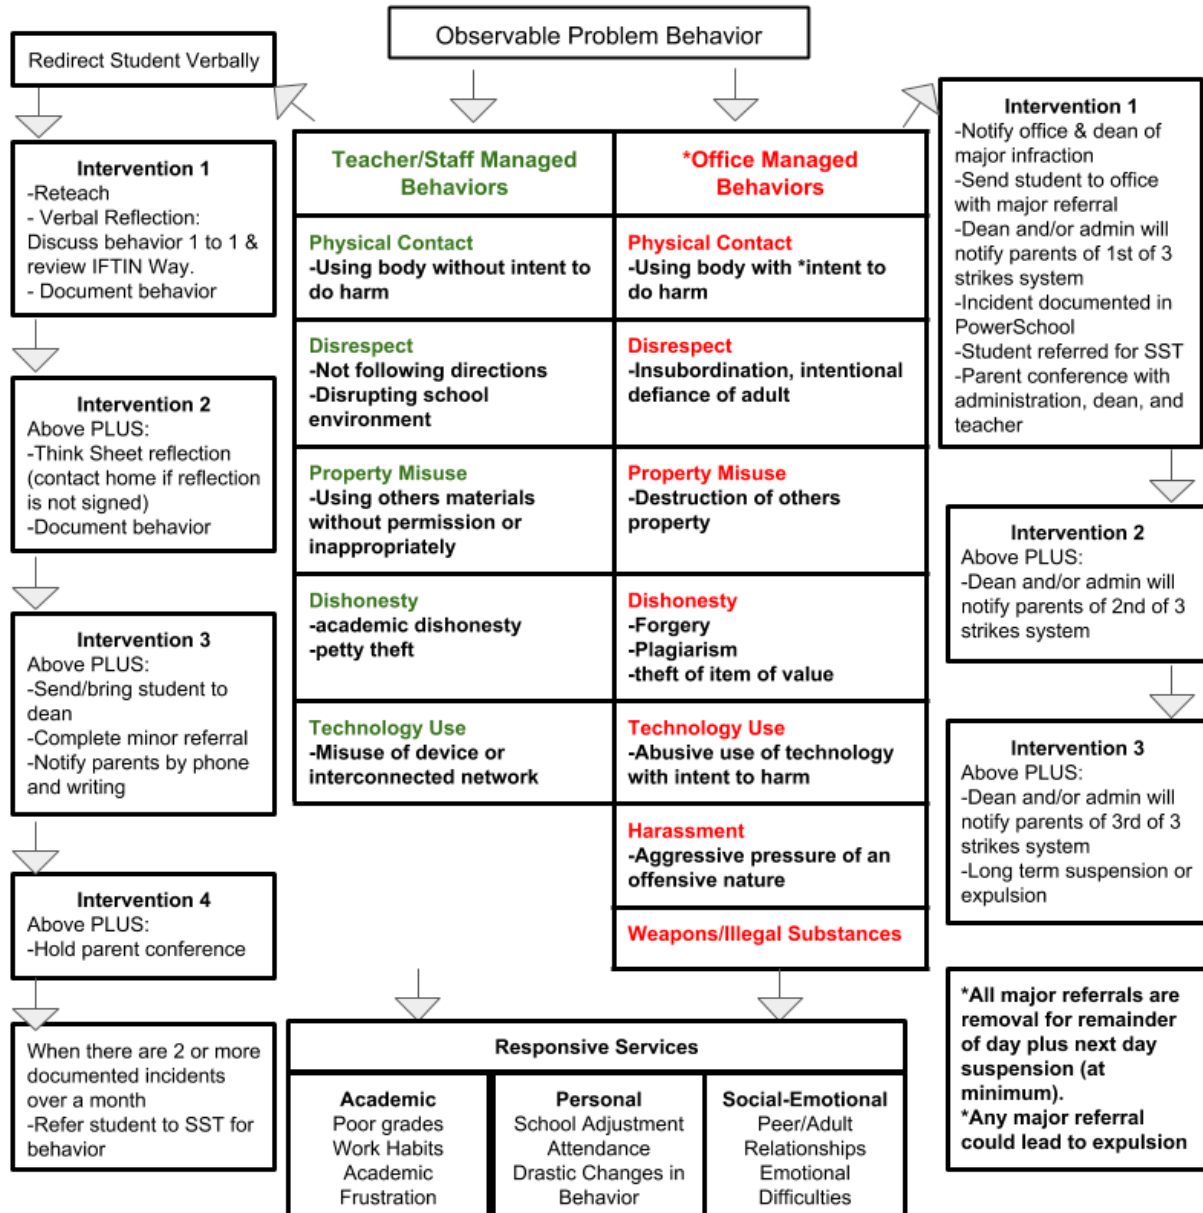 Observable Problem Behavior
Redirect Student Verbally
Intervention 1
-Reteach
- Verbal Reflection:
Discuss behavior 1 to 1 &
review IFTIN Way.
- Document behavior
Intervention 2
Above PLUS:
-Think Sheet reflection
(contact home if reflection
is not signed)
-Document behavior
Intervention 3
Above PLUS:
-Send/bring student to
dean
-Complete minor referral
-Notify parents by phone
and writing
Intervention 4
Above PLUS:
-Hold parent conference
When there are 2 or more
documented incidents
over a month
-Refer student to SST for
behavior
Teacher/Staff Managed
Behaviors
Physical Contact
-Using body without intent to
do harm
Disrespect
-Not following directions
-Disrupting school
environment
Property Misuse
-Using others materials
without permission or
inappropriately
Dishonesty
-academic dishonesty
-petty theft
Technology Use
-Misuse of device or
interconnected network
*Office Managed
Behaviors
Physical Contact
-Using body with *intent to
do harm
Disrespect
-Insubordination, intentional
defiance of adult
Property Misuse
-Destruction of others
property
Dishonesty
-Forgery
-Plagiarism
-theft of item of value
Technology Use
-Abusive use of technology
with intent to harm
Harassment
-Aggressive pressure of an
offensive nature
Weapons/Illegal Substances
Intervention 1
-Notify office & dean of
major infraction
-Send student to office
with major referral
-Dean and/or admin will
notify parents of 1st of 3
strikes system
-Incident documented in
PowerSchool
-Student referred for SST
-Parent conference with
administration, dean, and
teacher
Intervention 2
Above PLUS:
-Dean and/or admin will
notify parents of 2nd of 3
strikes system
Intervention 3
Above PLUS:
-Dean and/or admin will
notify parents of 3rd of 3
strikes system
-Long term suspension or
expulsion
*All major referrals are
removal for remainder
of day plus next day
suspension (at
minimum).
*Any major referral
could lead to expulsion
Responsive Services
Academic
Poor grades
Work Habits
Academic
Frustration
Personal
School Adjustment
Attendance
Drastic Changes in
Behavior
Social-Emotional
Peer/Adult
Relationships
Emotional
Difficulties